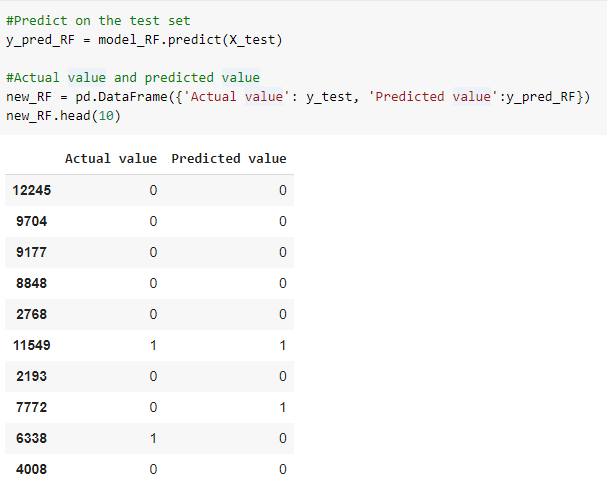 #Predict on the test set
y_pred_RF = model_RF.predict(X_test)
#Actual value and predicted value
new_RF = pd.DataFrame({'Actual value': y_test, 'Predicted value':y_pred_RF})
new_RF.head(10)
Actual value Predicted value
12245 0 0
9704 0 0
9177 0 0
8848 0 0
2768 0 0
11549 1 1
2193 0 0
7772 0 1
6338 1 0
4008 0 0